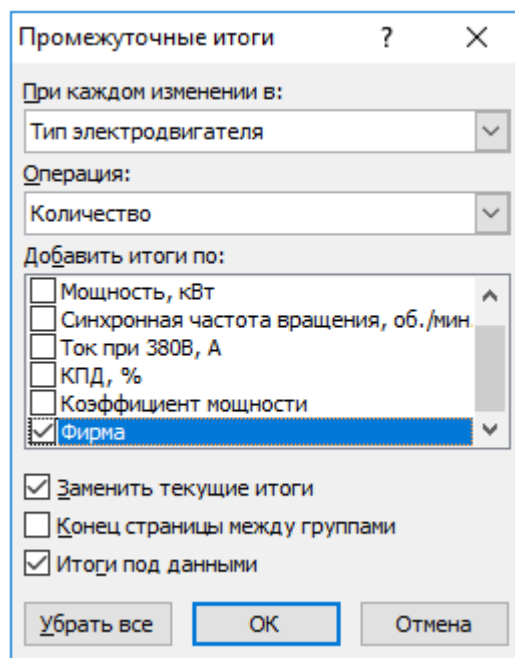 Промежуточные итоги ? ×
При каждом изменении в:
Тип электродвигателя
Операция:
Количество
Добавить итоги по:
Мощность, кВт
Синхронная частота вращения, об./мин.
Ток при 380В, А
КПД, %
Коэффициент мощности
Фирма
Заменить текущие итоги
Конец страницы между группами
Итоги под данными
Убрать все ОК Отмена